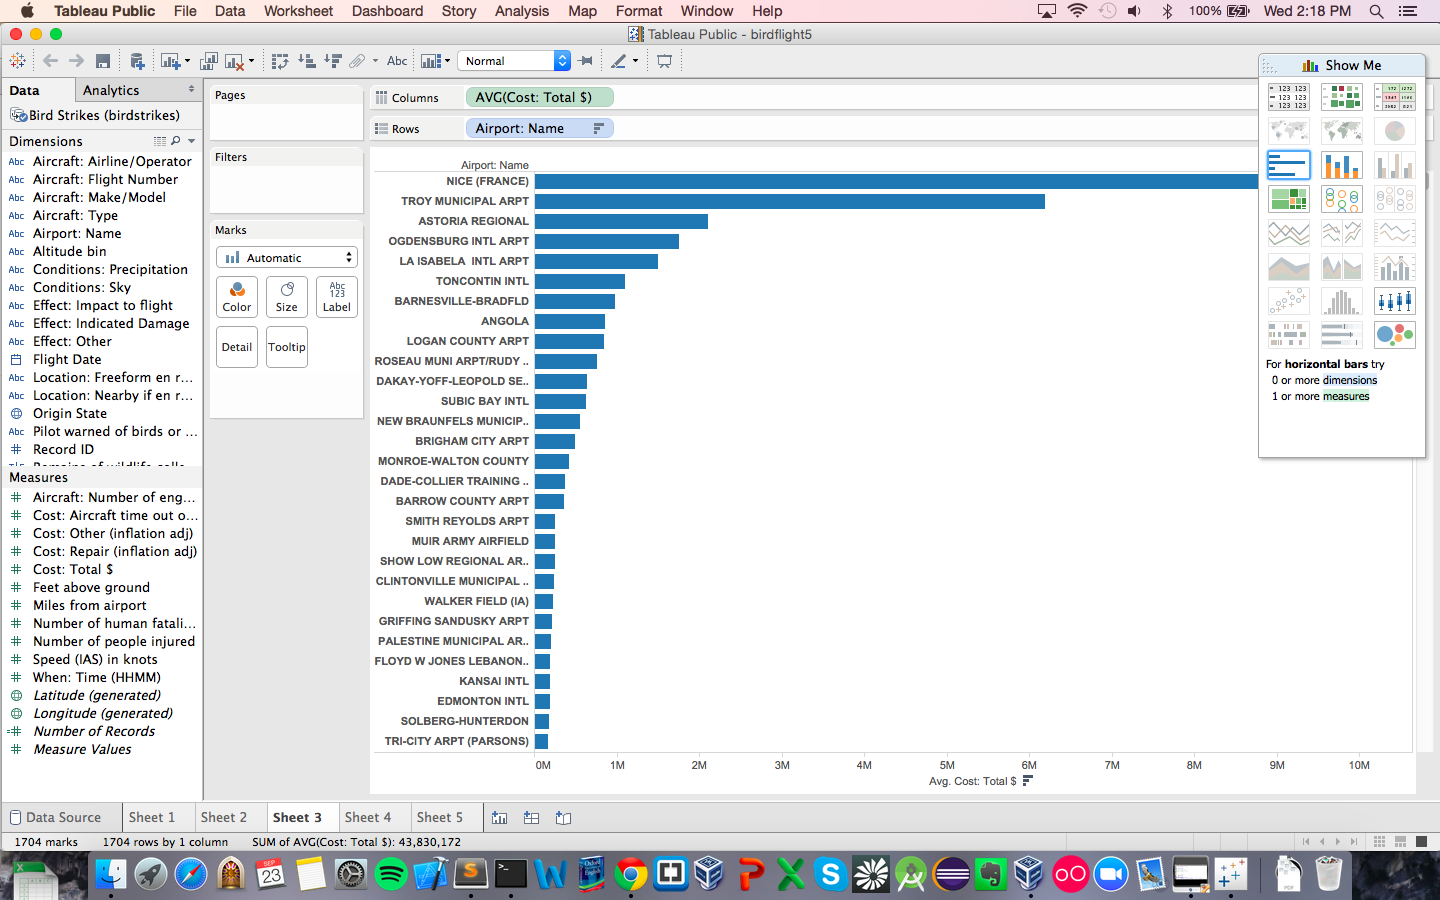 Tableau Public File Data Worksheet Dashboard Story Analysis Map Format Window Help 100% Wed 2:18 PM
Tableau Public - birdflight5
Abc Normal
Show Me
Data Analytics
Bird Strikes (birdstrikes)
Dimensions
Abc Aircraft: Airline/Operator
Abc Aircraft: Flight Number
Abc Aircraft: Make/Model
Abc Aircraft: Type
Abc Airport: Name
Abc Altitude bin
Abc Conditions: Precipitation
Abc Conditions: Sky
Abc Effect: Impact to flight
Abc Effect: Indicated Damage
Abc Effect: Other
Flight Date
Abc Location: Freeform en r...
Abc Location: Nearby if en r...
Origin State
Abc Pilot warned of birds or ...
# Record ID
Measures
# Aircraft: Number of eng...
# Cost: Aircraft time out o...
# Cost: Other (inflation adj)
# Cost: Repair (inflation adj)
# Cost: Total $
# Feet above ground
# Miles from airport
# Number of human fatali...
# Number of people injured
# Speed (IAS) in knots
# When: Time (HHMM)
Latitude (generated)
Longitude (generated)
=# Number of Records
# Measure Values
Pages
Filters
Marks
Automatic
Color Size Abc 123 Label
Detail Tooltip
Columns AVG(Cost: Total $)
Rows Airport: Name
Airport: Name
NICE (FRANCE)
TROY MUNICIPAL ARPT
ASTORIA REGIONAL
OGDENSBURG INTL ARPT
LA ISABELA INTL ARPT
TONCONTIN INTL
BARNESVILLE-BRADFLD
ANGOLA
LOGAN COUNTY ARPT
ROSEAU MUNI ARPT/RUDY ..
DAKAY-YOFF-LEOPOLD SE..
SUBIC BAY INTL
NEW BRAUNFELS MUNICIP..
BRIGHAM CITY ARPT
MONROE-WALTON COUNTY
DADE-COLLIER TRAINING ..
BARROW COUNTY ARPT
SMITH REYOLDS ARPT
MUIR ARMY AIRFIELD
SHOW LOW REGIONAL AR..
CLINTONVILLE MUNICIPAL ..
WALKER FIELD (IA)
GRIFFING SANDUSKY ARPT
PALESTINE MUNICIPAL AR..
FLOYD W JONES LEBANON..
KANSAI INTL
EDMONTON INTL
SOLBERG-HUNTERDON
TRI-CITY ARPT (PARSONS)
0M 1M 2M 3M 4M 5M 6M 7M 8M 9M 10M
Avg. Cost: Total $
For horizontal bars try
0 or more dimensions
1 or more measures
Data Source Sheet 1 Sheet 2 Sheet 3 Sheet 4 Sheet 5
1704 marks 1704 rows by 1 column SUM of AVG(Cost: Total $): 43,830,172
SEP
23